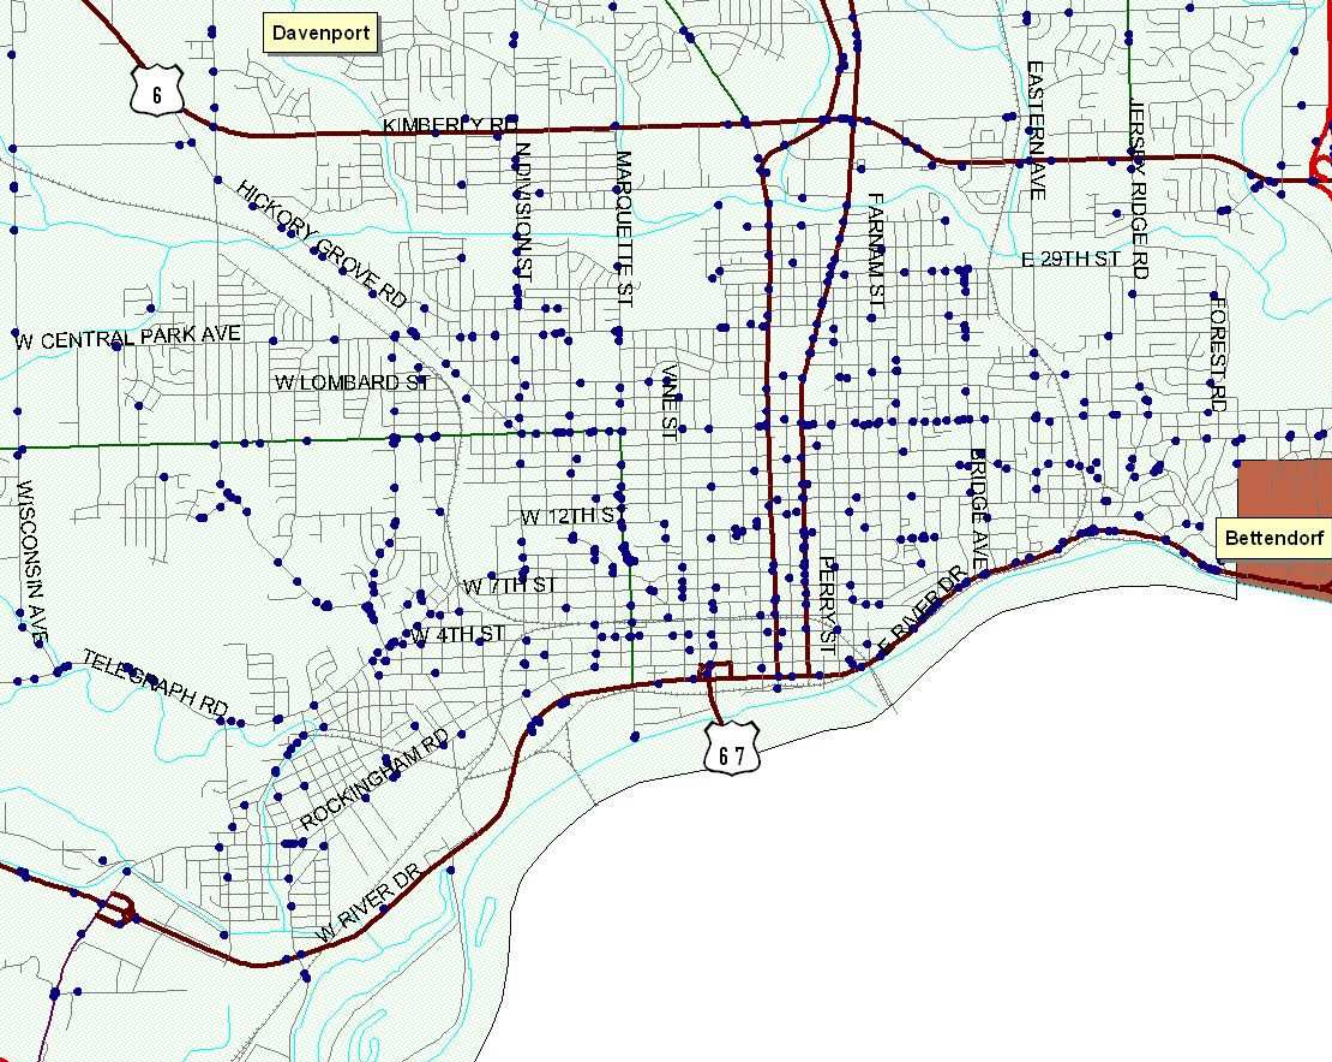 Davenport
6
KIMBERLY RD
EASTERN AVE
JERSEY RIDGE RD
N DIVISION ST
MARQUETTE ST
HICKORY GROVE RD
FARNAM ST
E 29TH ST
W CENTRAL PARK AVE
FOREST RD
W LOMBARD ST
VINE ST
BRIDGE AVE
WISCONSIN AVE
W 12TH ST
Bettendorf
W 7TH ST
PERRY ST
E RIVER DR
W 4TH ST
TELEGRAPH RD
67
ROCKINGHAM RD
W RIVER DR